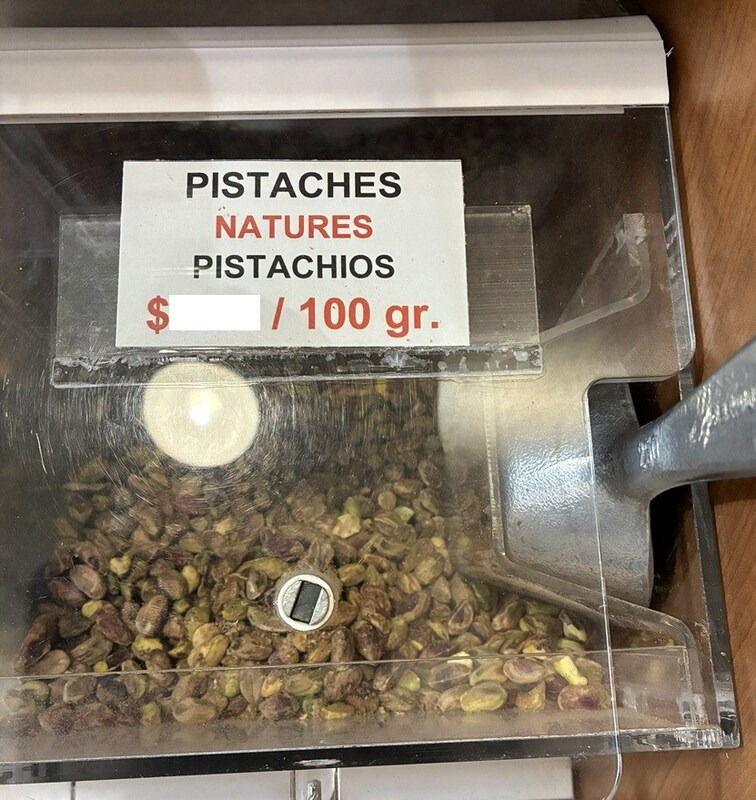 PISTACHES
NATURES
PISTACHIOS
$ / 100 gr.